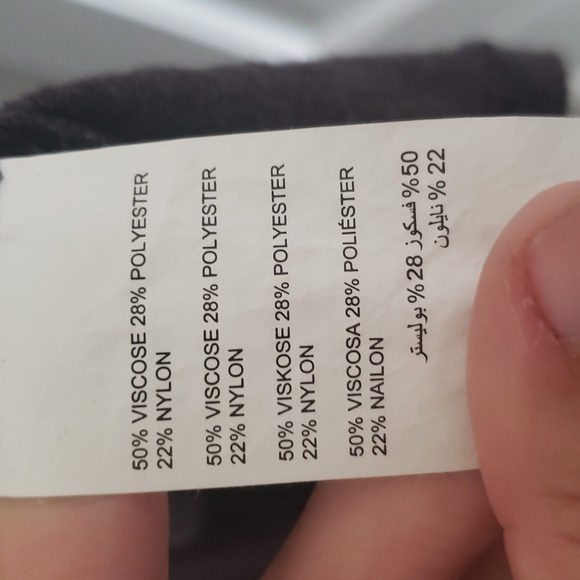 50% VISCOSE 28% POLYESTER
22% NYLON
50% VISCOSE 28% POLYESTER
22% NYLON
50% VISKOSE 28% POLYESTER
22% NYLON
50% VISCOSA 28% POLIÉSTER
22% NAILON
50% فسكوز 28% بوليستر
22 % نايلون